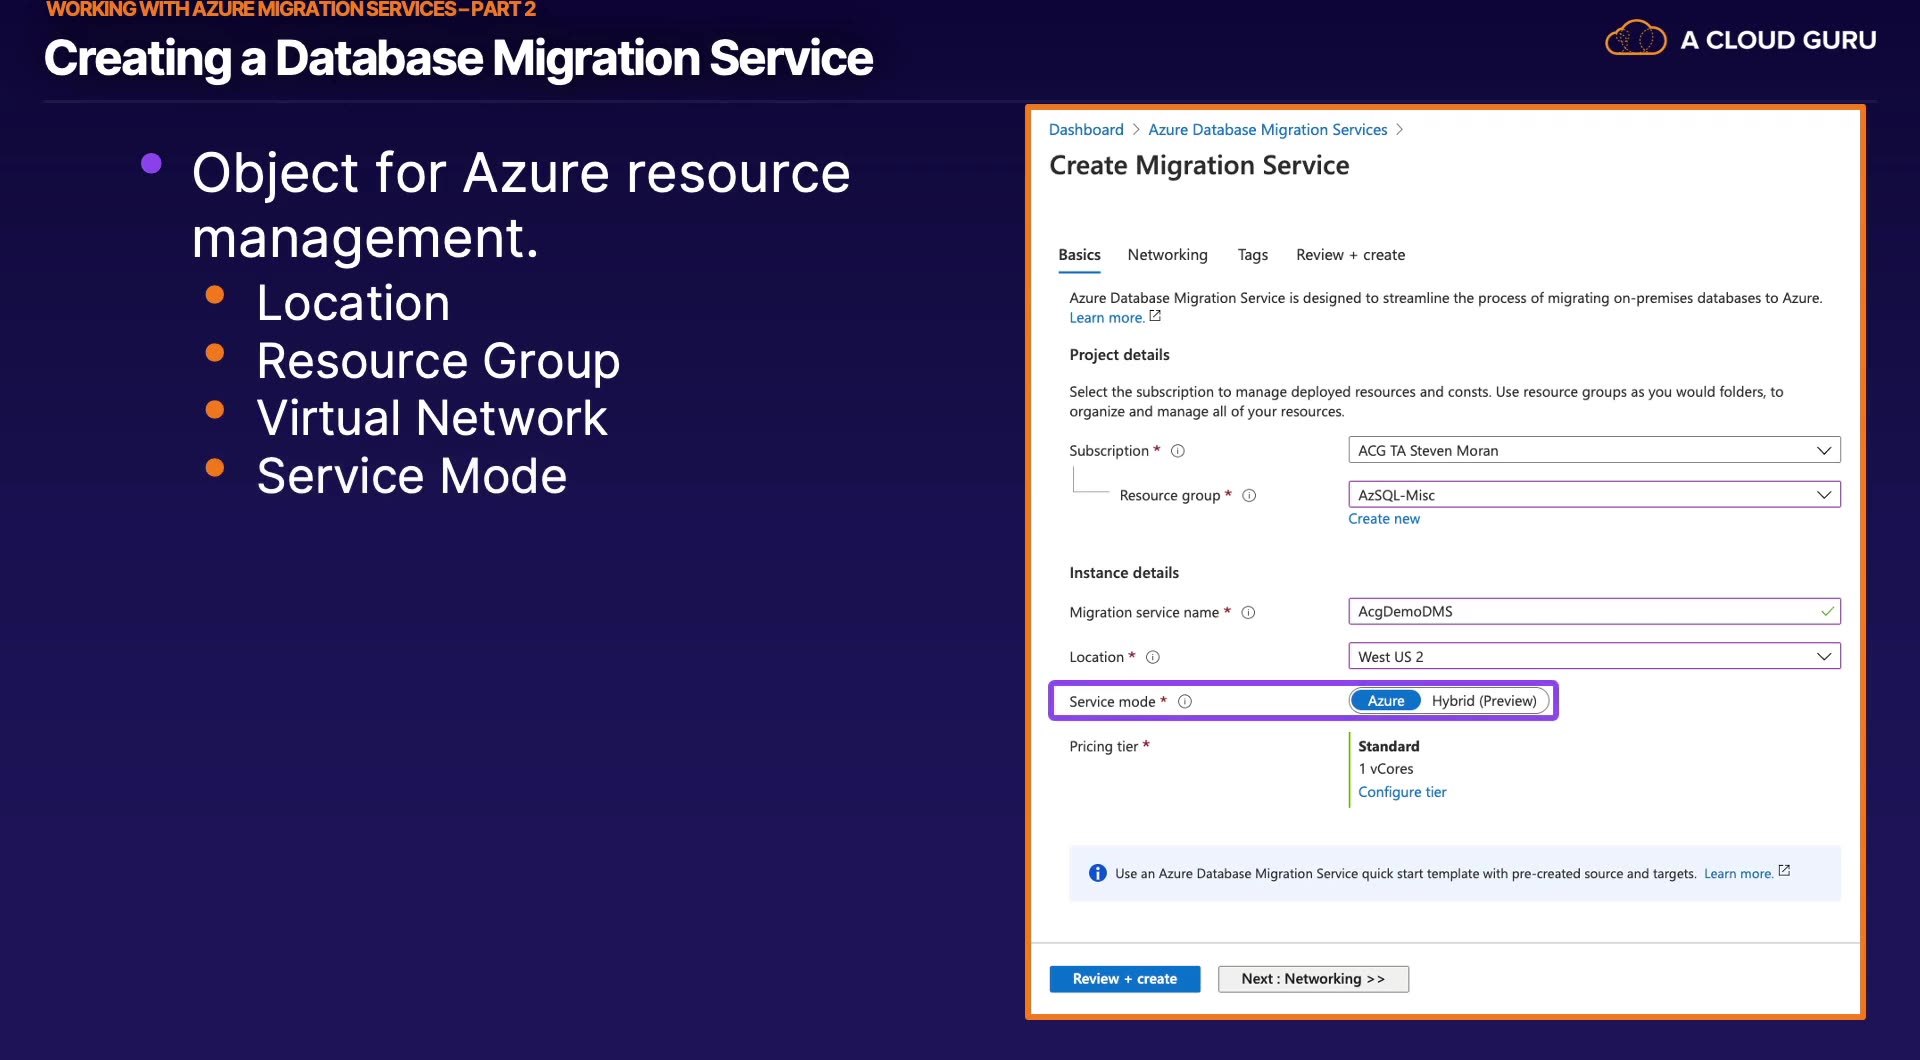 WORKING WITH AZURE MIGRATION SERVICES – PART 2
Creating a Database Migration Service
A CLOUD GURU
Object for Azure resource
management.
Location
Resource Group
Virtual Network
Service Mode
Dashboard > Azure Database Migration Services >
Create Migration Service
Basics Networking Tags Review + create
Azure Database Migration Service is designed to streamline the process of migrating on-premises databases to Azure.
Learn more.
Project details
Select the subscription to manage deployed resources and consts. Use resource groups as you would folders, to
organize and manage all of your resources.
Subscription * ACG TA Steven Moran
Resource group * AzSQL-Misc
Create new
Instance details
Migration service name * AcgDemoDMS
Location * West US 2
Service mode * Azure Hybrid (Preview)
Pricing tier * Standard
1 vCores
Configure tier
Use an Azure Database Migration Service quick start template with pre-created source and targets. Learn more.
Review + create Next : Networking >>